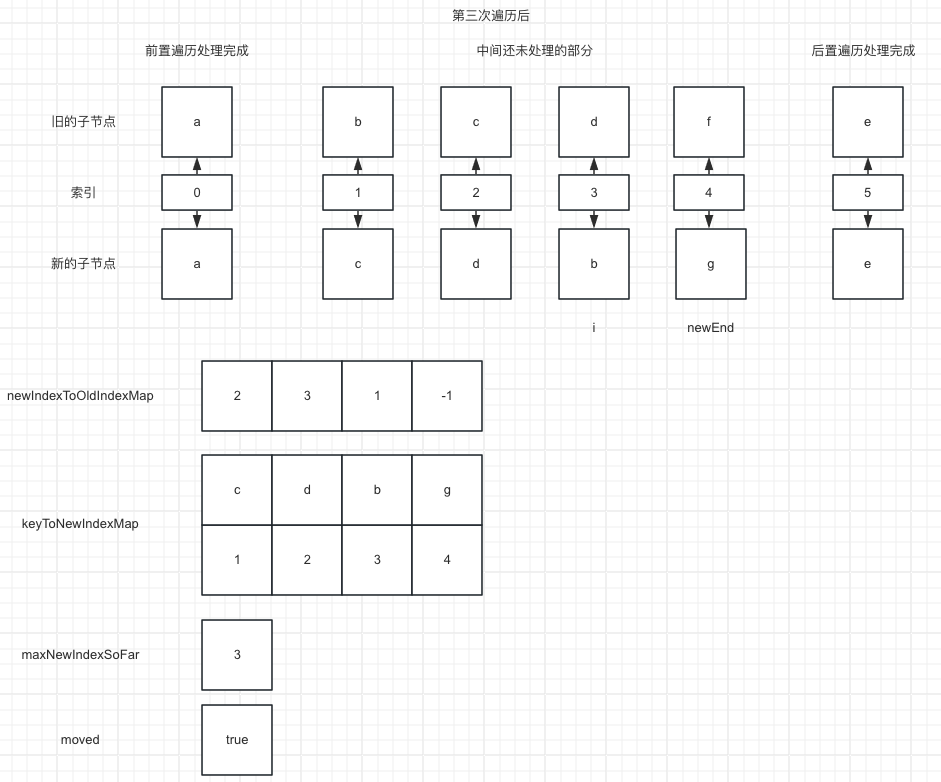 第三次遍历后
前置遍历处理完成 中间还未处理的部分 后置遍历处理完成
旧的子节点 a b c d f e
索引 0 1 2 3 4 5
新的子节点 a c d b g e
i newEnd
newIndexToOldIndexMap 2 3 1 -1
c d b g
keyToNewIndexMap
1 2 3 4
maxNewIndexSoFar 3
moved true